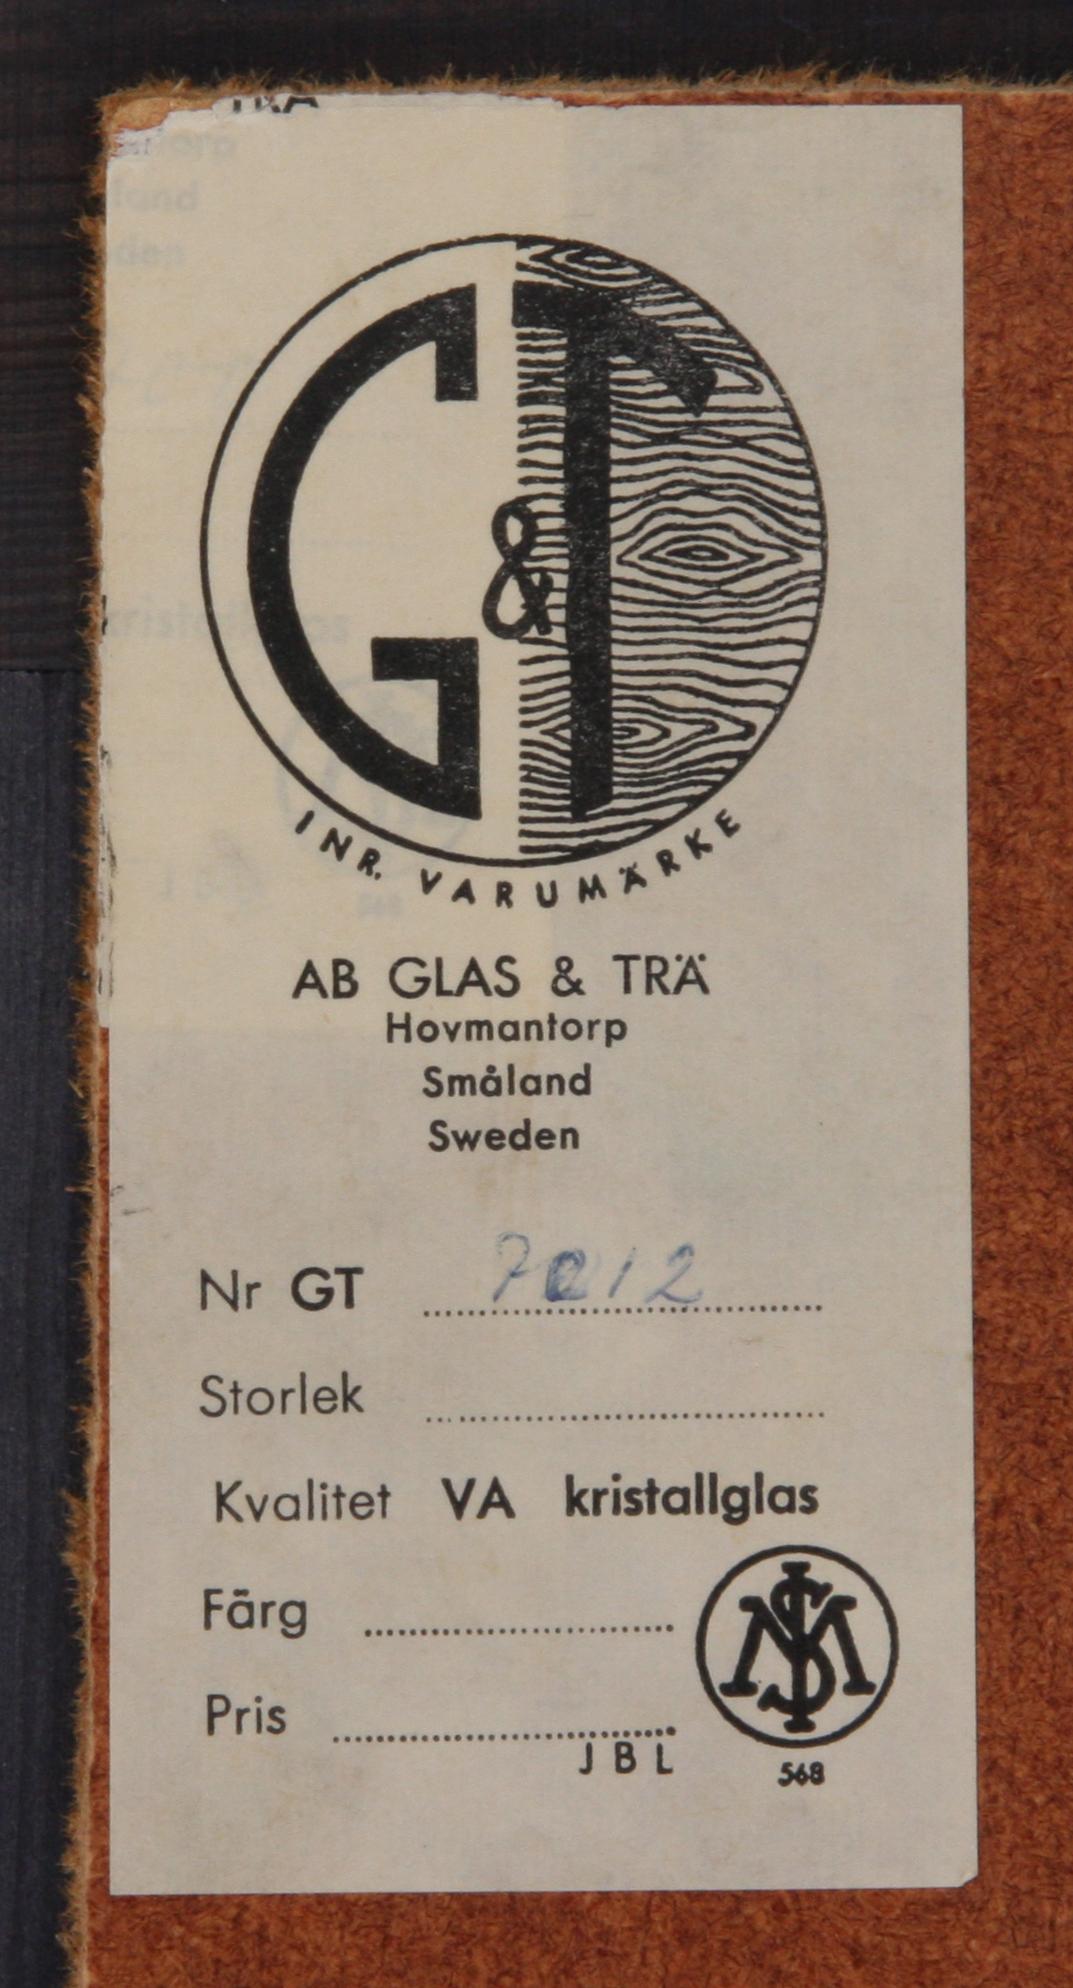 TRÄ
G & T
INR. VARUMÄRKE
AB GLAS & TRÄ
Hovmantorp
Småland
Sweden
Nr GT 7012
Storlek
Kvalitet VA kristallglas
Färg
Pris
JBL
568